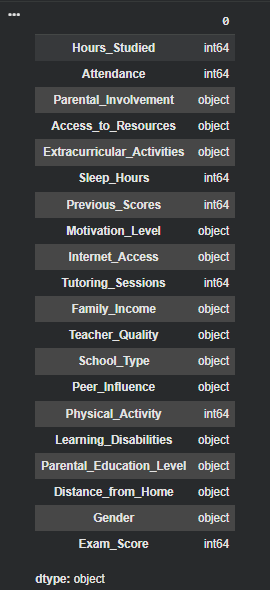 ...
0
Hours_Studied int64
Attendance int64
Parental_Involvement object
Access_to_Resources object
Extracurricular_Activities object
Sleep_Hours int64
Previous_Scores int64
Motivation_Level object
Internet_Access object
Tutoring_Sessions int64
Family_Income object
Teacher_Quality object
School_Type object
Peer_Influence object
Physical_Activity int64
Learning_Disabilities object
Parental_Education_Level object
Distance_from_Home object
Gender object
Exam_Score int64
dtype: object